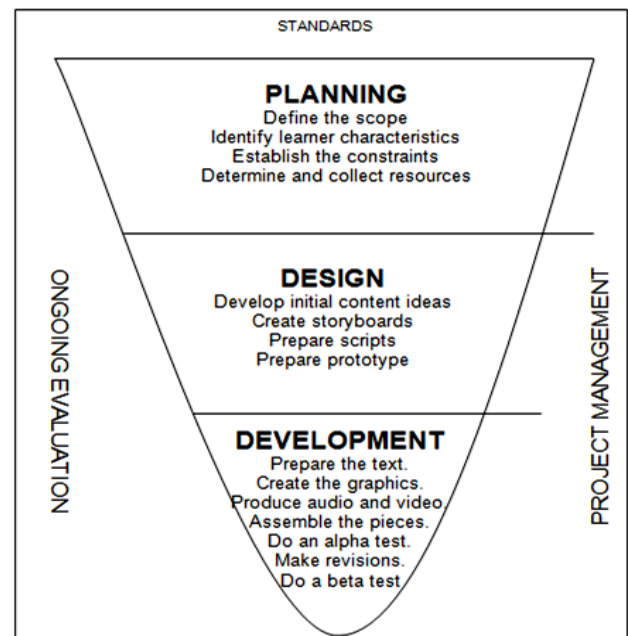 STANDARDS
PLANNING
Define the scope
Identify learner characteristics
Establish the constraints
Determine and collect resources
ONGOING EVALUATION
PROJECT MANAGEMENT
DESIGN
Develop initial content ideas
Create storyboards
Prepare scripts
Prepare prototype
DEVELOPMENT
Prepare the text.
Create the graphics.
Produce audio and video.
Assemble the pieces.
Do an alpha test.
Make revisions.
Do a beta test